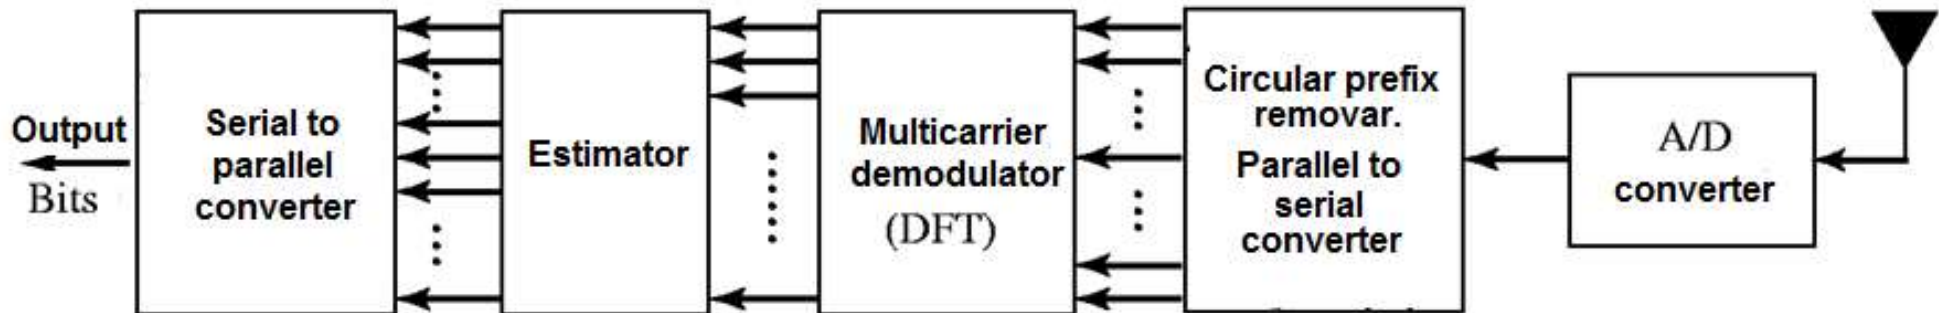 Output
Bits
Serial to
parallel
converter
Estimator
Multicarrier
demodulator
(DFT)
Circular prefix
removar.
Parallel to
serial
converter
A/D
converter